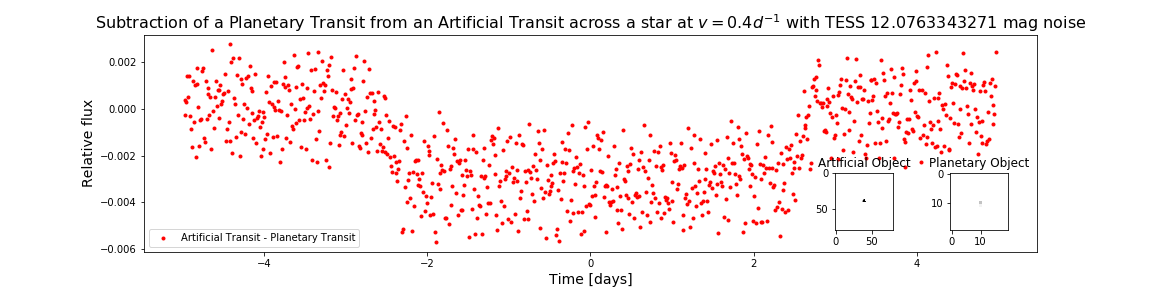 Subtraction of a Planetary Transit from an Artificial Transit across a star at v = 0.4d⁻¹ with TESS 12.0763343271 mag noise
Relative flux
0.002
0.000
−0.002
−0.004
−0.006
Artificial Transit - Planetary Transit
Artificial Object
0
50
0 50
Planetary Object
0
10
0 10
−4 −2 0 2 4
Time [days]